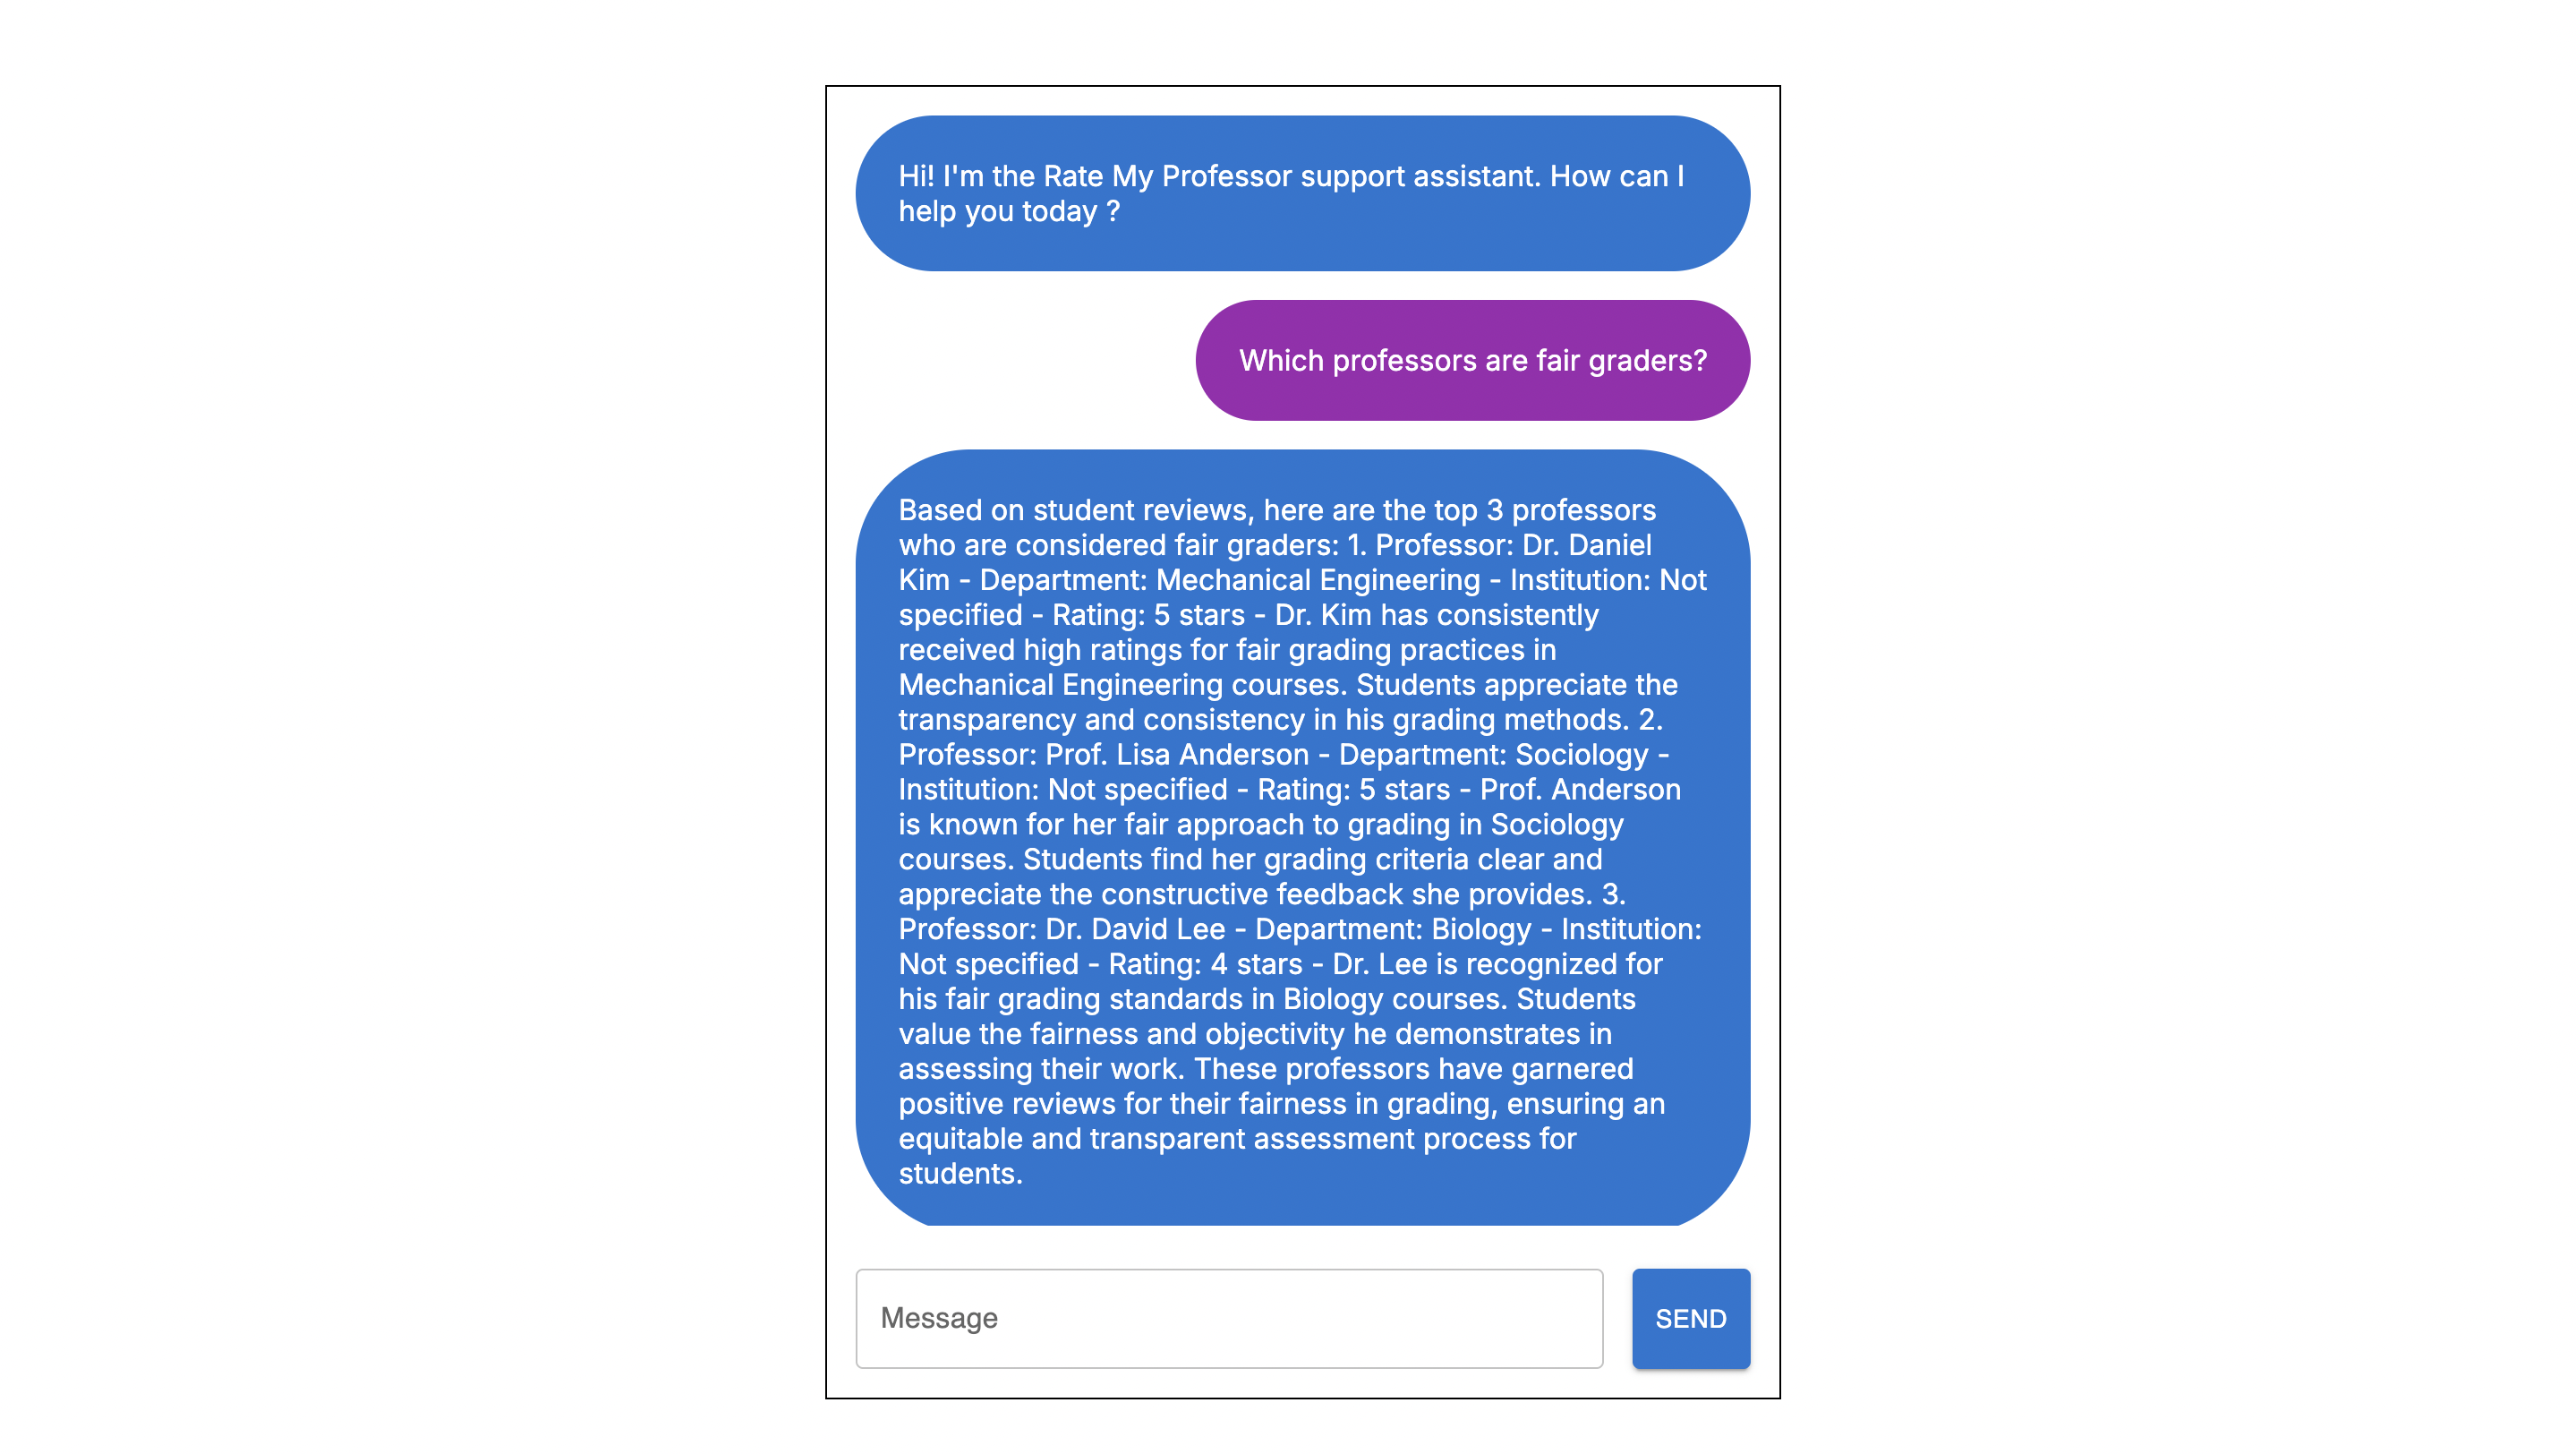 Hi! I'm the Rate My Professor support assistant. How can I
help you today ?
Which professors are fair graders?
Based on student reviews, here are the top 3 professors
who are considered fair graders: 1. Professor: Dr. Daniel
Kim - Department: Mechanical Engineering - Institution: Not
specified - Rating: 5 stars - Dr. Kim has consistently
received high ratings for fair grading practices in
Mechanical Engineering courses. Students appreciate the
transparency and consistency in his grading methods. 2.
Professor: Prof. Lisa Anderson - Department: Sociology -
Institution: Not specified - Rating: 5 stars - Prof. Anderson
is known for her fair approach to grading in Sociology
courses. Students find her grading criteria clear and
appreciate the constructive feedback she provides. 3.
Professor: Dr. David Lee - Department: Biology - Institution:
Not specified - Rating: 4 stars - Dr. Lee is recognized for
his fair grading standards in Biology courses. Students
value the fairness and objectivity he demonstrates in
assessing their work. These professors have garnered
positive reviews for their fairness in grading, ensuring an
equitable and transparent assessment process for
students.
Message
SEND